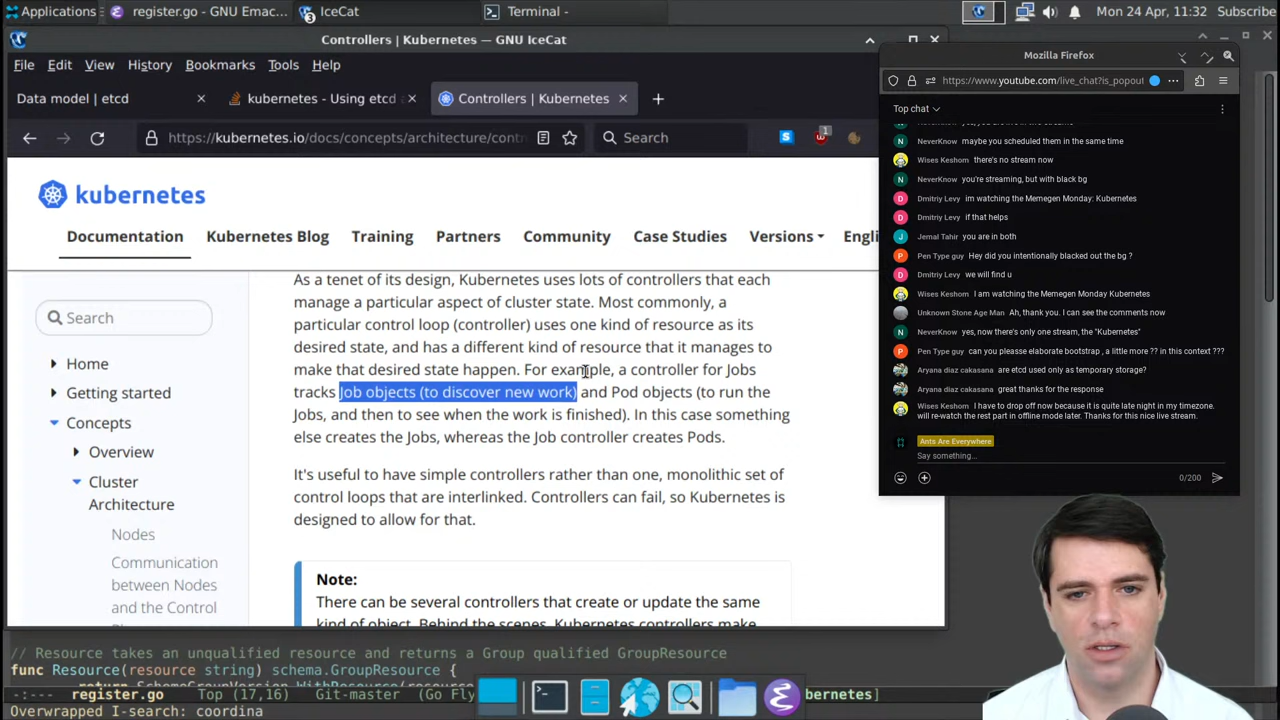 Applications
register.go - GNU Emac...
IceCat
3
Terminal -
Mon 24 Apr, 11:32
Subscribe
Controllers | Kubernetes — GNU IceCat
File Edit View History Bookmarks Tools Help
Data model | etcd
kubernetes - Using etcd
Controllers | Kubernetes
https://kubernetes.io/docs/concepts/architecture/contr
Search
1
kubernetes
Documentation Kubernetes Blog Training Partners Community Case Studies Versions Engli
Search
Home
Getting started
Concepts
Overview
Cluster
Architecture
Nodes
Communication
between Nodes
and the Control
As a tenet of its design, Kubernetes uses lots of controllers that each
manage a particular aspect of cluster state. Most commonly, a
particular control loop (controller) uses one kind of resource as its
desired state, and has a different kind of resource that it manages to
make that desired state happen. For example, a controller for Jobs
tracks Job objects (to discover new work) and Pod objects (to run the
Jobs, and then to see when the work is finished). In this case something
else creates the Jobs, whereas the Job controller creates Pods.
It's useful to have simple controllers rather than one, monolithic set of
control loops that are interlinked. Controllers can fail, so Kubernetes is
designed to allow for that.
Note:
There can be several controllers that create or update the same
kind of object. Behind the scenes, Kubernetes controllers make
Mozilla Firefox
https://www.youtube.com/live_chat?is_popout
Top chat
N NeverKnow maybe you scheduled them in the same time
Wises Keshom there's no stream now
N NeverKnow you're streaming, but with black bg
D Dmitriy Levy im watching the Memegen Monday: Kubernetes
D Dmitriy Levy if that helps
J Jemal Tahir you are in both
P Pen Type guy Hey did you intentionally blacked out the bg ?
D Dmitriy Levy we will find u
Wises Keshom I am watching the Memegen Monday Kubernetes
Unknown Stone Age Man Ah, thank you. I can see the comments now
N NeverKnow yes, now there's only one stream, the "Kubernetes"
P Pen Type guy can you pleasse elaborate bootstrap , a little more ?? in this context ???
Aryana diaz cakasana are etcd used only as temporary storage?
Aryana diaz cakasana great thanks for the response
Wises Keshom I have to drop off now because it is quite late night in my timezone.
will re-watch the rest part in offline mode later. Thanks for this nice live stream.
Ants Are Everywhere
Say something...
0/200
// Resource takes an unqualified resource and returns a Group qualified GroupResource
func Resource(resource string) schema.GroupResource {
-:--- register.go Top (17,16) Git-master (Go Fly
bernetes]
Overwrapped I-search: coordina